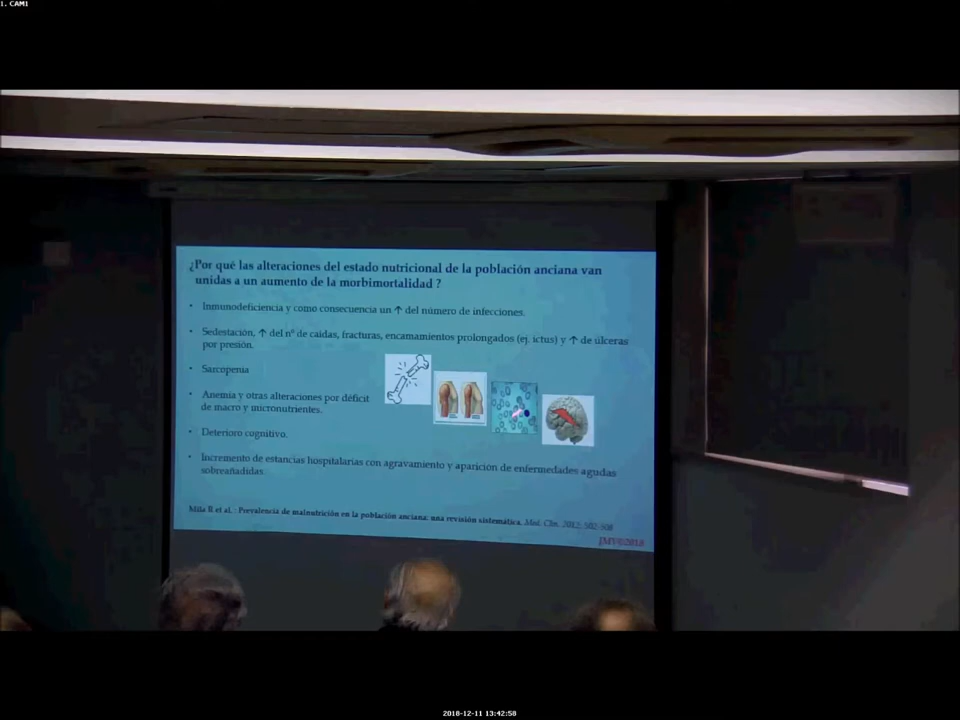 1. CAM1
¿Por qué las alteraciones del estado nutricional de la población anciana van
unidas a un aumento de la morbimortalidad ?
• Inmunodeficiencia y como consecuencia un ↑ del número de infecciones.
• Sedestación, ↑ del nº de caídas, fracturas, encamamientos prolongados (ej. ictus) y ↑ de úlceras
por presión.
• Sarcopenia
• Anemia y otras alteraciones por déficit
de macro y micronutrientes.
• Deterioro cognitivo.
• Incremento de estancias hospitalarias con agravamiento y aparición de enfermedades agudas
sobreañadidas
Mila R et al. : Prevalencia de malnutrición en la población anciana: una revisión sistemática. Med. Clin. 2012; 502-508
JMV©2018
2018-12-11 13:42:58